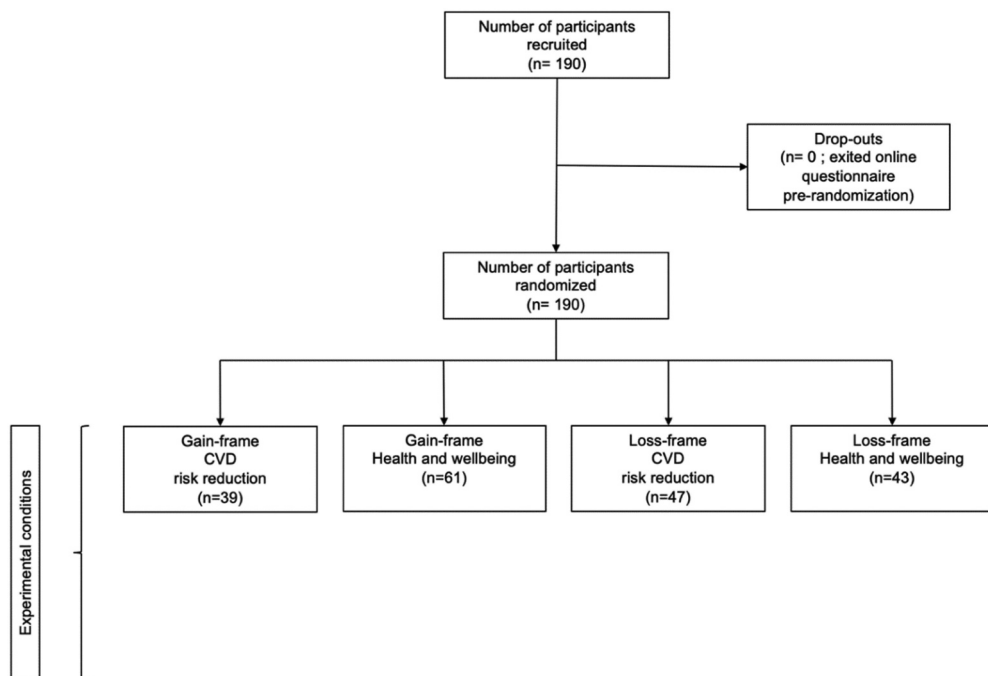 Number of participants
recruited
(n= 190)
Drop-outs
(n= 0 ; exited online
questionnaire
pre-randomization)
Number of participants
randomized
(n= 190)
Experimental conditions
Gain-frame
CVD
risk reduction
(n=39)
Gain-frame
Health and wellbeing
(n=61)
Loss-frame
CVD
risk reduction
(n=47)
Loss-frame
Health and wellbeing
(n=43)